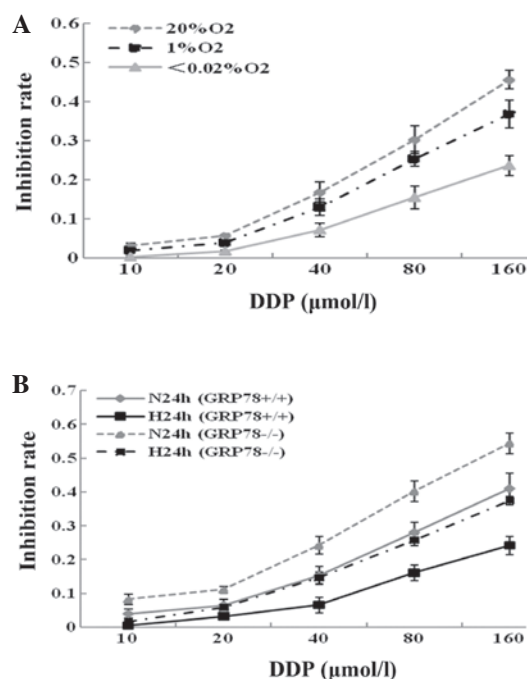 A
0.6
20%O2
1%O2
<0.02%O2
0.5
0.4
0.3
0.2
0.1
0
Inhibition rate
10 20 40 80 160
DDP (µmol/l)
B
0.7
N24h (GRP78+/+)
H24h (GRP78+/+)
N24h (GRP78-/-)
H24h (GRP78-/-)
0.6
0.5
0.4
0.3
0.2
0.1
0
Inhibition rate
10 20 40 80 160
DDP (µmol/l)